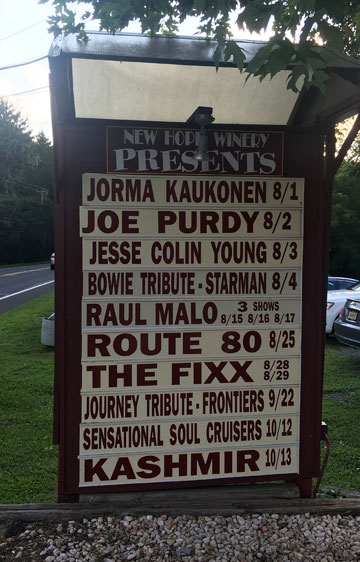 NEW HOPE WINERY
PRESENTS
JORMA KAUKONEN 8/1
JOE PURDY 8/2
JESSE COLIN YOUNG 8/3
BOWIE TRIBUTE - STARMAN 8/4
RAUL MALO 3 SHOWS
8/15 8/16 8/17
ROUTE 80 8/25
THE FIXX 8/28
8/29
JOURNEY TRIBUTE - FRONTIERS 9/22
SENSATIONAL SOUL CRUISERS 10/12
KASHMIR 10/13